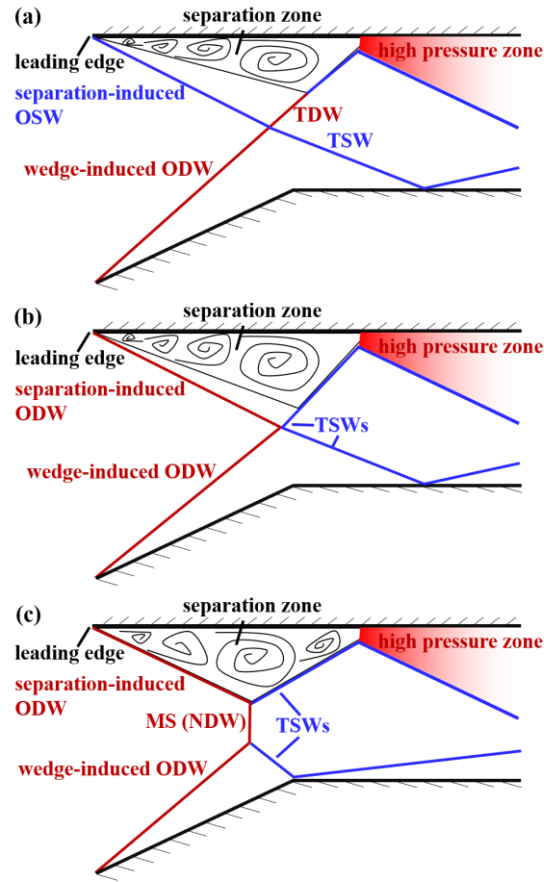 (a)
separation zone
leading edge
high pressure zone
separation-induced
OSW
TDW
TSW
wedge-induced ODW
(b)
separation zone
leading edge
high pressure zone
separation-induced
ODW
TSWs
wedge-induced ODW
(c)
separation zone
leading edge
high pressure zone
separation-induced
ODW
MS (NDW)
TSWs
wedge-induced ODW